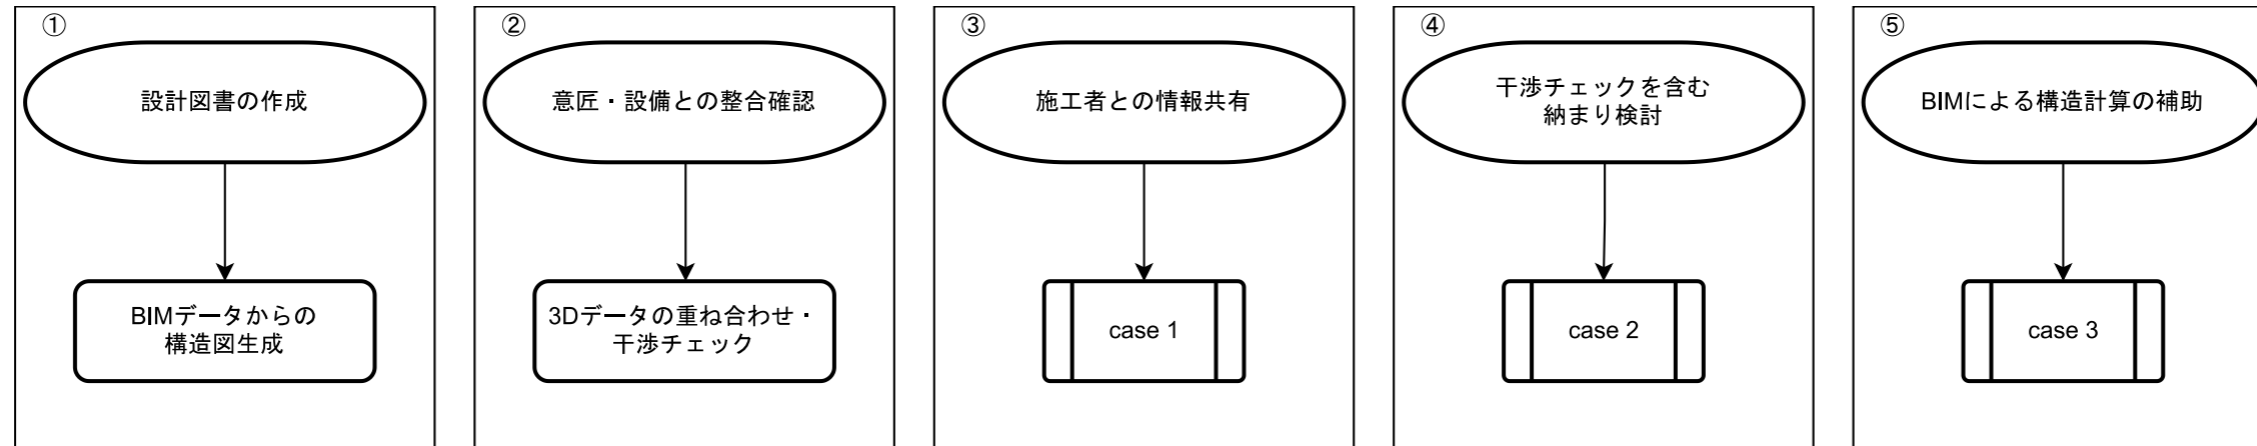 ①
設計図書の作成
BIMデータからの
構造図生成
②
意匠・設備との整合確認
3Dデータの重ね合わせ・
干渉チェック
③
施工者との情報共有
case 1
④
干渉チェックを含む
納まり検討
case 2
⑤
BIMによる構造計算の補助
case 3